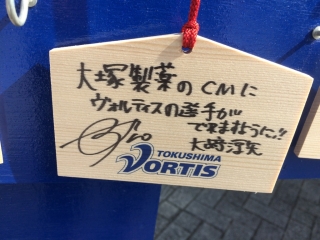 大塚製薬のCMに
ヴォルティスの選手が
でれますように!!
大﨑淳矢
TOKUSHIMA
VORTIS